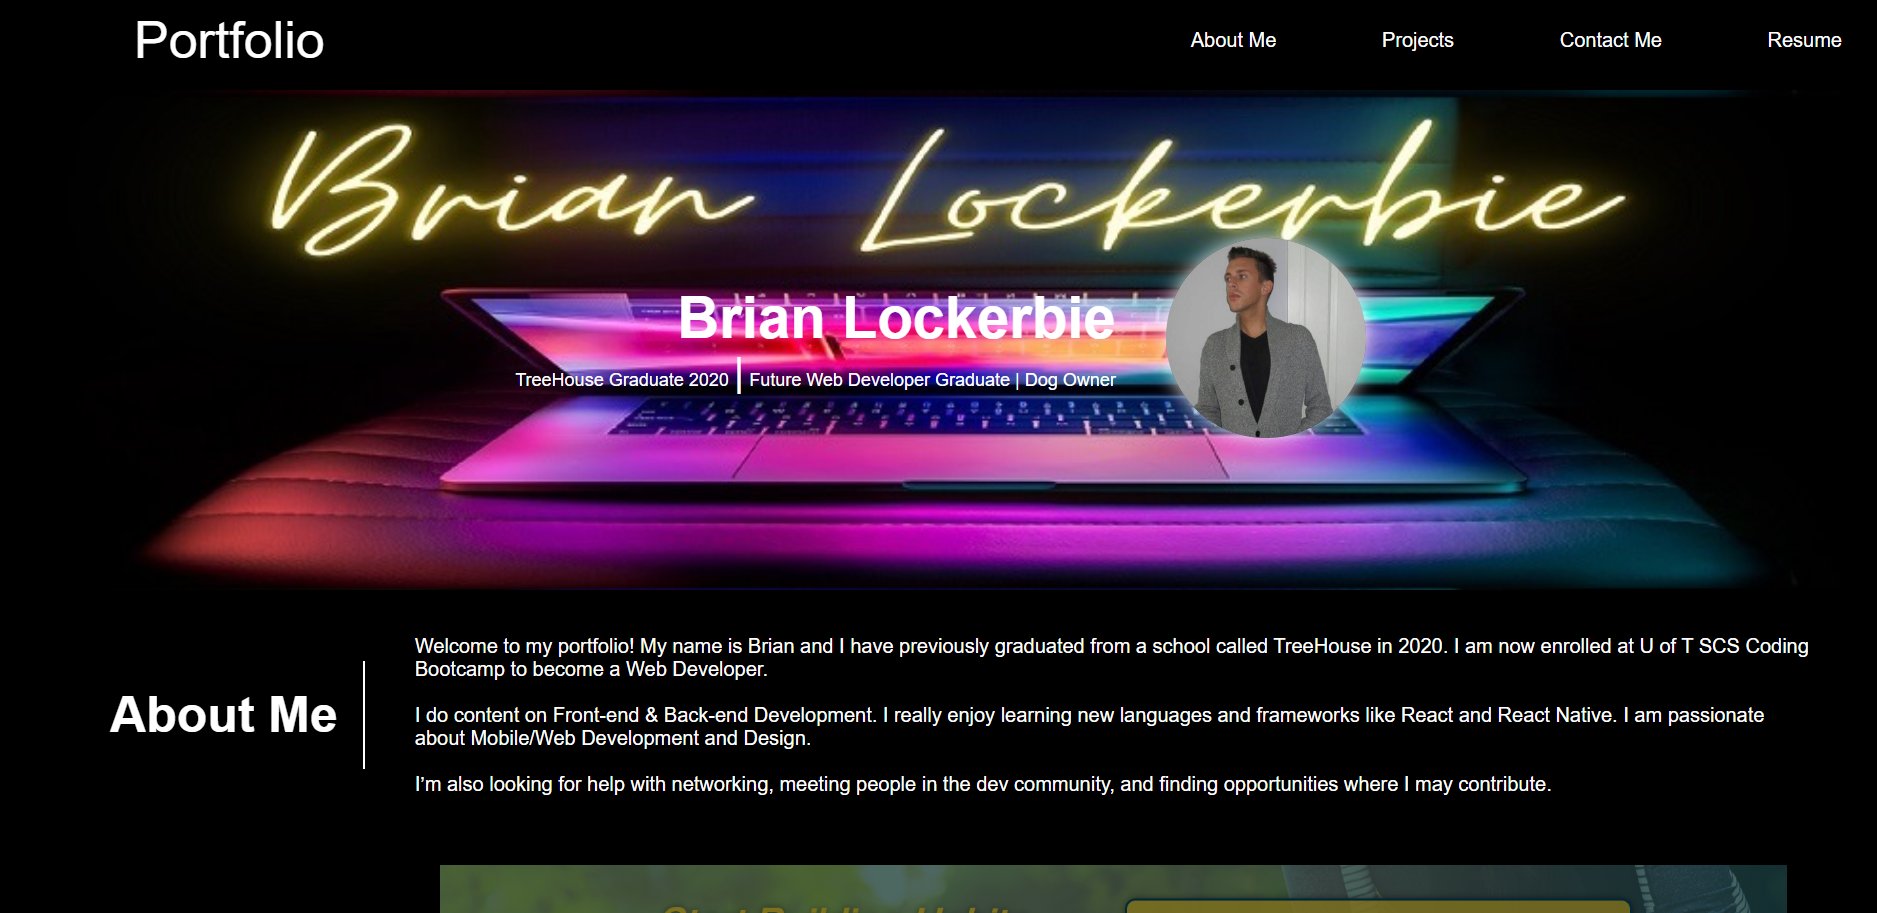 Portfolio
About Me
Projects
Contact Me
Resume
Brian Lockerbie
Brian Lockerbie
TreeHouse Graduate 2020 | Future Web Developer Graduate | Dog Owner
About Me
Welcome to my portfolio! My name is Brian and I have previously graduated from a school called TreeHouse in 2020. I am now enrolled at U of T SCS Coding
Bootcamp to become a Web Developer.
I do content on Front-end & Back-end Development. I really enjoy learning new languages and frameworks like React and React Native. I am passionate
about Mobile/Web Development and Design.
I’m also looking for help with networking, meeting people in the dev community, and finding opportunities where I may contribute.